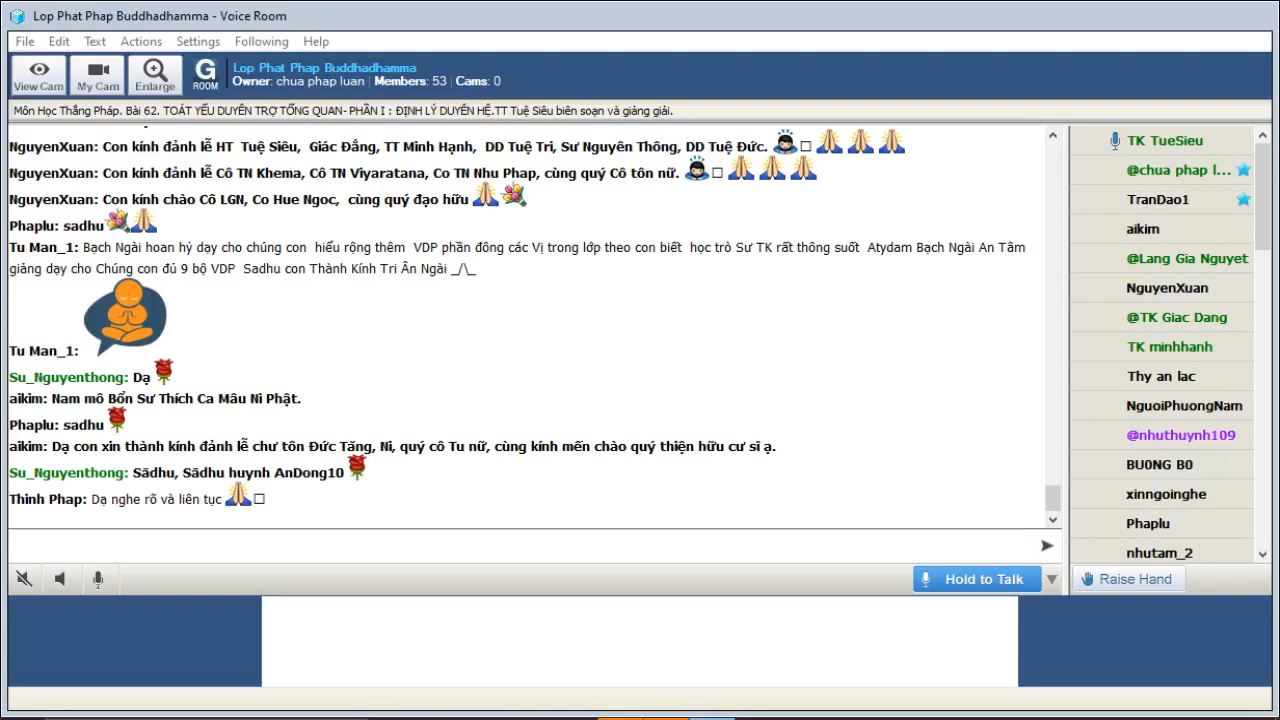 Lop Phat Phap Buddhadhamma - Voice Room
File Edit Text Actions Settings Following Help
View Cam My Cam Enlarge G ROOM
Lop Phat Phap Buddhadhamma
Owner: chua phap luan | Members: 53 | Cams: 0
Môn Học Thắng Pháp. Bài 62. TOÁT YẾU DUYÊN TRỢ TỔNG QUAN- PHẦN I : ĐỊNH LÝ DUYÊN HỆ.TT Tuệ Siêu biên soạn và giảng giải.
NguyenXuan: Con kính đảnh lễ HT Tuệ Siêu, Giác Đẳng, TT Minh Hạnh, DD Tuệ Tri, Sư Nguyên Thông, DD Tuệ Đức.
NguyenXuan: Con kính đảnh lễ Cô TN Khema, Cô TN Viyaratana, Co TN Nhu Phap, cùng quý Cô tôn nữ.
NguyenXuan: Con kính chào Cô LGN, Co Hue Ngoc, cùng quý đạo hữu
Phaplu: sadhu
Tu Man_1: Bạch Ngài hoan hỷ dạy cho chúng con hiểu rộng thêm VDP phần đông các Vị trong lớp theo con biết học trò Sư TK rất thông suốt Atydam Bạch Ngài An Tâm
giảng dạy cho Chúng con đủ 9 bộ VDP Sadhu con Thành Kính Tri Ân Ngài _/\_
Tu Man_1:
Su_Nguyenthong: Dạ
aikim: Nam mô Bổn Sư Thích Ca Mâu Ni Phật.
Phaplu: sadhu
aikim: Dạ con xin thành kính đảnh lễ chư tôn Đức Tăng, Ni, quý cô Tu nữ, cùng kính mến chào quý thiện hữu cư sĩ ạ.
Su_Nguyenthong: Sādhu, Sādhu huynh AnDong10
Thinh Phap: Dạ nghe rõ và liên tục
Hold to Talk
TK TueSieu
@chua phap l...
TranDao1
aikim
@Lang Gia Nguyet
NguyenXuan
@TK Giac Dang
TK minhhanh
Thy an lac
NguoiPhuongNam
@nhuthuynh109
BU0NG B0
xinngoinghe
Phaplu
nhutam_2
Raise Hand